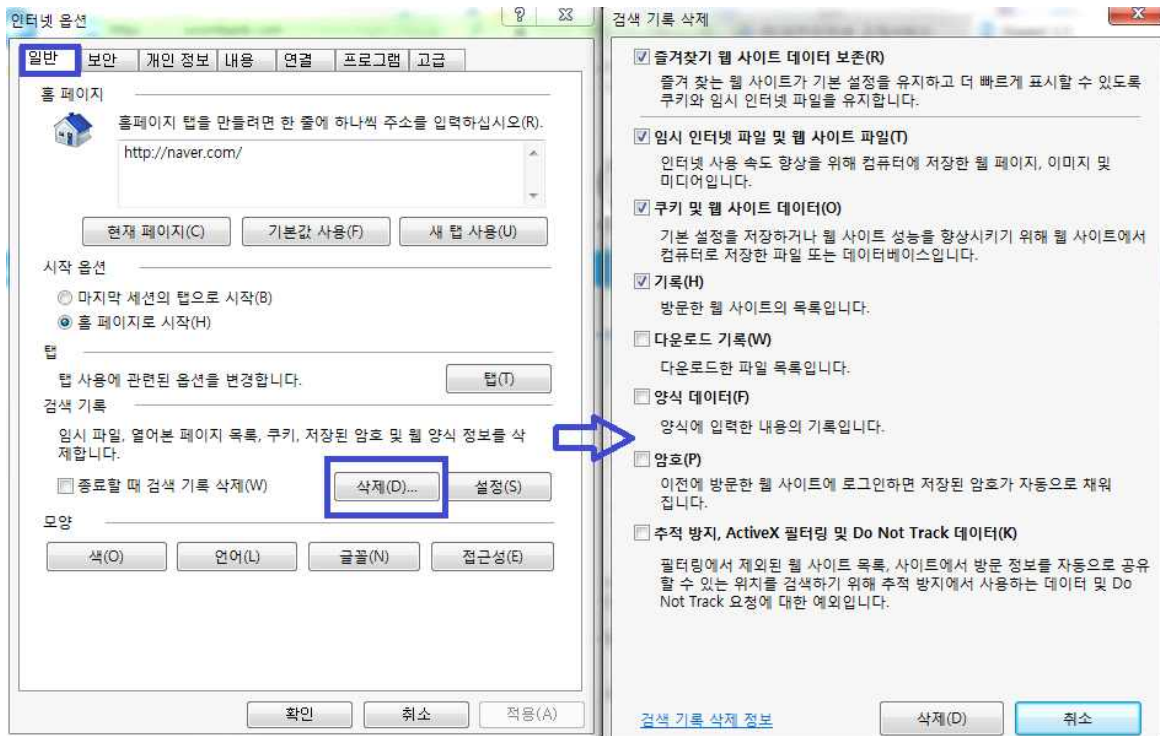 인터넷 옵션
일반 보안 개인 정보 내용 연결 프로그램 고급
홈 페이지
홈페이지 탭을 만들려면 한 줄에 하나씩 주소를 입력하십시오(R).
http://naver.com/
현재 페이지(C) 기본값 사용(F) 새 탭 사용(U)
시작 옵션
마지막 세션의 탭으로 시작(B)
홈 페이지로 시작(H)
탭
탭 사용에 관련된 옵션을 변경합니다. 탭(T)
검색 기록
임시 파일, 열어본 페이지 목록, 쿠키, 저장된 암호 및 웹 양식 정보를 삭
제합니다.
종료할 때 검색 기록 삭제(W) 삭제(D)... 설정(S)
모양
색(O) 언어(L) 글꼴(N) 접근성(E)
확인 취소 적용(A)
검색 기록 삭제
즐겨찾기 웹 사이트 데이터 보존(R)
즐겨 찾는 웹 사이트가 기본 설정을 유지하고 더 빠르게 표시할 수 있도록
쿠키와 임시 인터넷 파일을 유지합니다.
임시 인터넷 파일 및 웹 사이트 파일(T)
인터넷 사용 속도 향상을 위해 컴퓨터에 저장한 웹 페이지, 이미지 및
미디어입니다.
쿠키 및 웹 사이트 데이터(O)
기본 설정을 저장하거나 웹 사이트 성능을 향상시키기 위해 웹 사이트에서
컴퓨터로 저장한 파일 또는 데이터베이스입니다.
기록(H)
방문한 웹 사이트의 목록입니다.
다운로드 기록(W)
다운로드한 파일 목록입니다.
양식 데이터(F)
양식에 입력한 내용의 기록입니다.
암호(P)
이전에 방문한 웹 사이트에 로그인하면 저장된 암호가 자동으로 채워
집니다.
추적 방지, ActiveX 필터링 및 Do Not Track 데이터(K)
필터링에서 제외된 웹 사이트 목록, 사이트에서 방문 정보를 자동으로 공유
할 수 있는 위치를 검색하기 위해 추적 방지에서 사용하는 데이터 및 Do
Not Track 요청에 대한 예외입니다.
검색 기록 삭제 정보 삭제(D) 취소